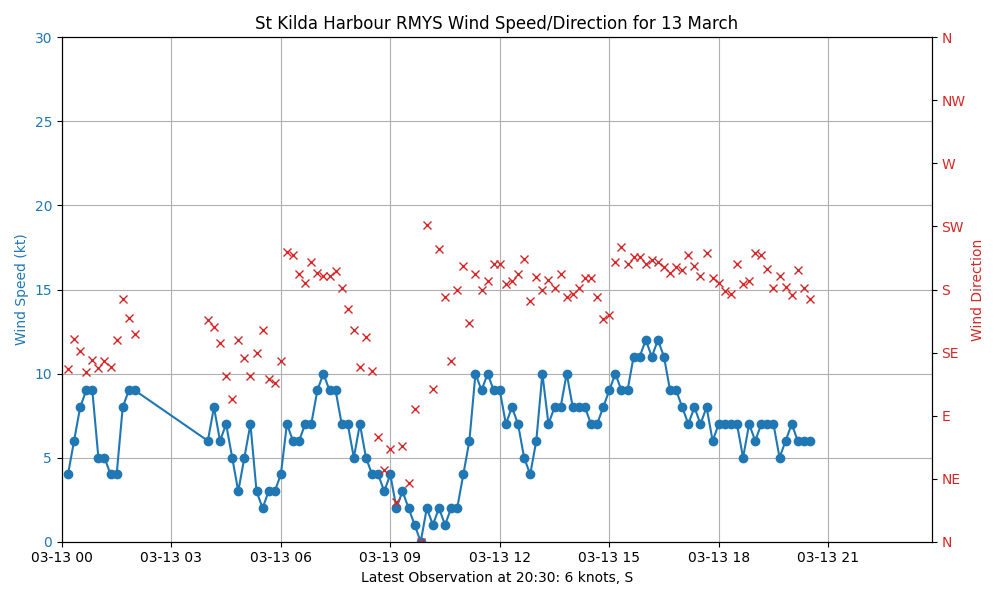 St Kilda Harbour RMYS Wind Speed/Direction for 13 March
30
25
20
15
10
5
0
Wind Speed (kt)
N
NW
W
SW
S
SE
E
NE
N
Wind Direction
03-13 00
03-13 03
03-13 06
03-13 09
03-13 12
03-13 15
03-13 18
03-13 21
Latest Observation at 20:30: 6 knots, S